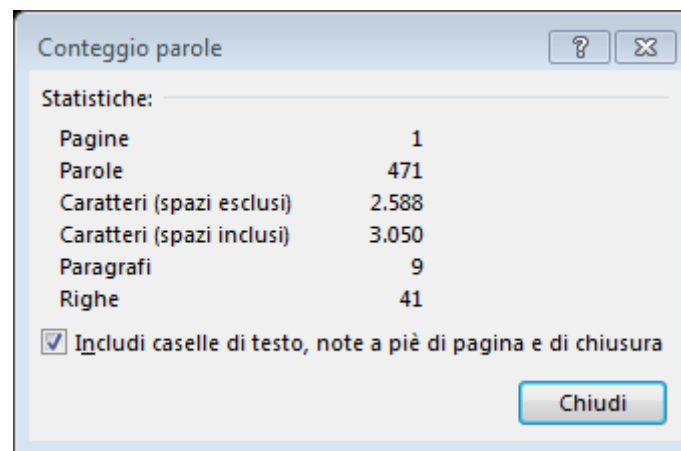 Conteggio parole
Statistiche:
Pagine 1
Parole 471
Caratteri (spazi esclusi) 2.588
Caratteri (spazi inclusi) 3.050
Paragrafi 9
Righe 41
Includi caselle di testo, note a piè di pagina e di chiusura
Chiudi